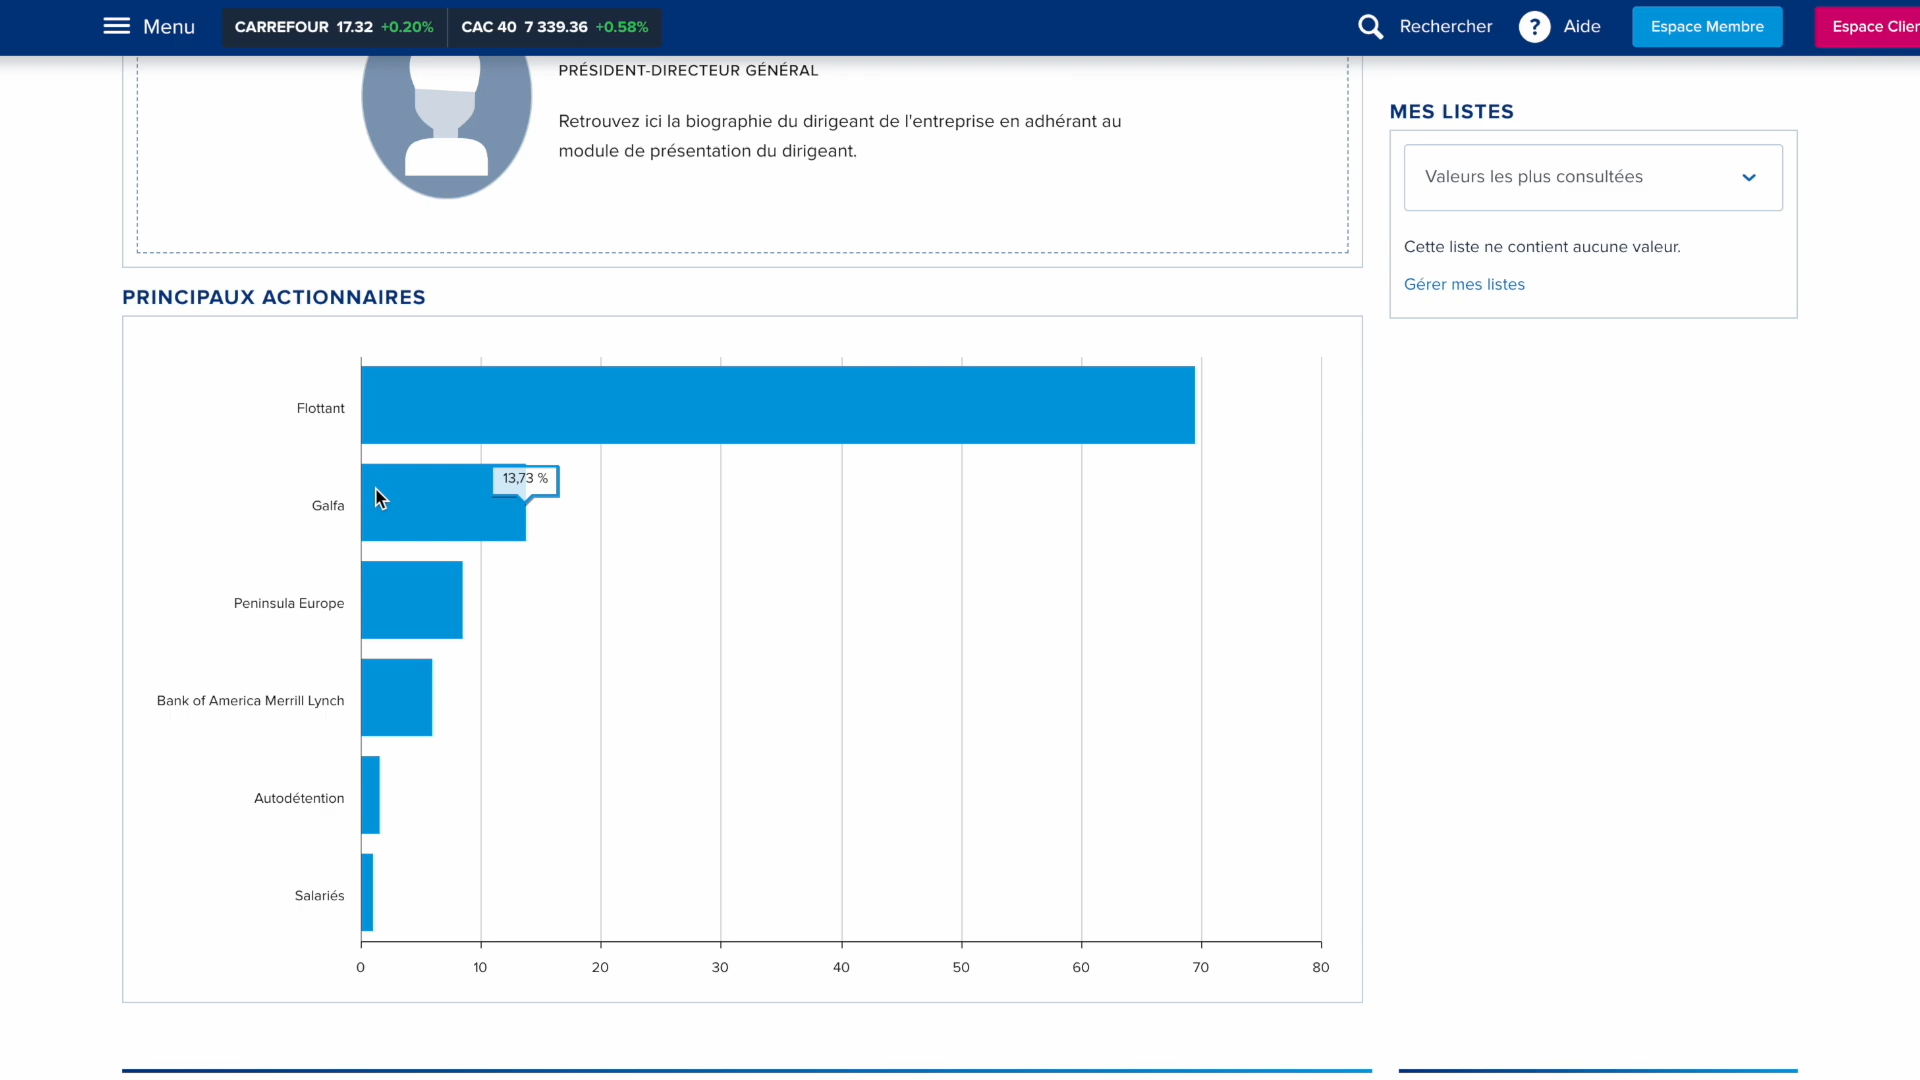 Menu
CARREFOUR 17.32 +0.20%
CAC 40 7 339.36 +0.58%
Rechercher
? Aide
Espace Membre
Espace Clier
PRÉSIDENT-DIRECTEUR GÉNÉRAL
Retrouvez ici la biographie du dirigeant de l'entreprise en adhérant au
module de présentation du dirigeant.
MES LISTES
Valeurs les plus consultées
Cette liste ne contient aucune valeur.
Gérer mes listes
PRINCIPAUX ACTIONNAIRES
Flottant
13,73 %
Galfa
Peninsula Europe
Bank of America Merrill Lynch
Autodétention
Salariés
0 10 20 30 40 50 60 70 80